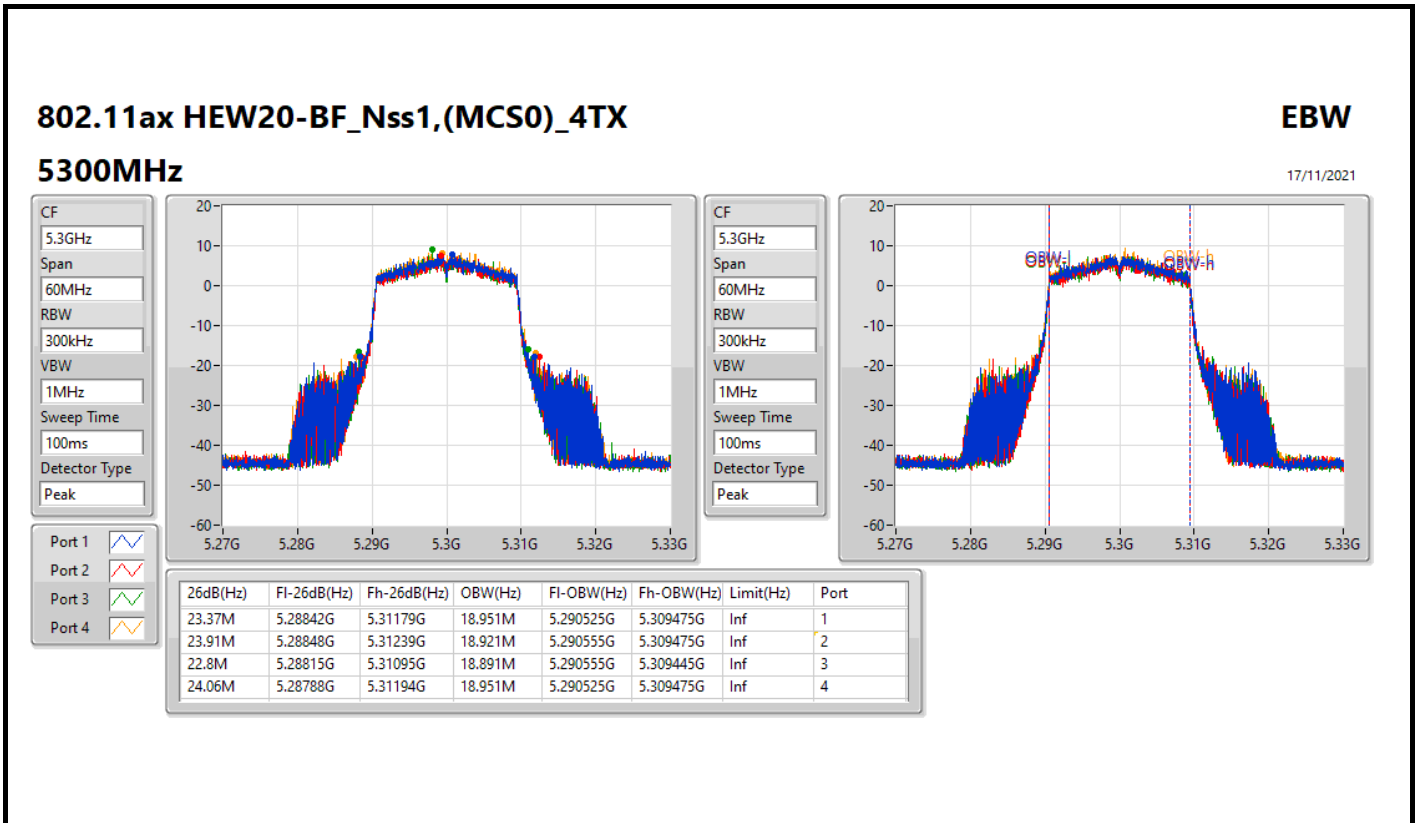 802.11ax HEW20-BF_Nss1,(MCS0)_4TX
EBW
5300MHz
17/11/2021
CF
5.3GHz
Span
60MHz
RBW
300kHz
VBW
1MHz
Sweep Time
100ms
Detector Type
Peak
20
10
0
-10
-20
-30
-40
-50
-60
5.27G 5.28G 5.29G 5.3G 5.31G 5.32G 5.33G
CF
5.3GHz
Span
60MHz
RBW
300kHz
VBW
1MHz
Sweep Time
100ms
Detector Type
Peak
20
10
0
-10
-20
-30
-40
-50
-60
OBW-l
OBW-h
OBW-h
5.27G 5.28G 5.29G 5.3G 5.31G 5.32G 5.33G
Port 1
Port 2
Port 3
Port 4
26dB(Hz) Fl-26dB(Hz) Fh-26dB(Hz) OBW(Hz) Fl-OBW(Hz) Fh-OBW(Hz) Limit(Hz) Port
23.37M 5.28842G 5.31179G 18.951M 5.290525G 5.309475G Inf 1
23.91M 5.28848G 5.31239G 18.921M 5.290555G 5.309475G Inf 2
22.8M 5.28815G 5.31095G 18.891M 5.290555G 5.309445G Inf 3
24.06M 5.28788G 5.31194G 18.951M 5.290525G 5.309475G Inf 4